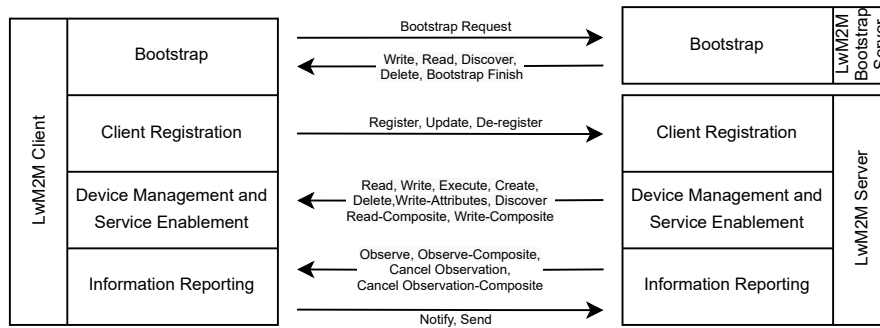 LwM2M Client
Bootstrap
Client Registration
Device Management and
Service Enablement
Information Reporting
Bootstrap Request
Write, Read, Discover,
Delete, Bootstrap Finish
Register, Update, De-register
Read, Write, Execute, Create,
Delete,Write-Attributes, Discover
Read-Composite, Write-Composite
Observe, Observe-Composite,
Cancel Observation,
Cancel Observation-Composite
Notify, Send
Bootstrap
LwM2M
Bootstrap
Server
Client Registration
Device Management and
Service Enablement
Information Reporting
LwM2M Server